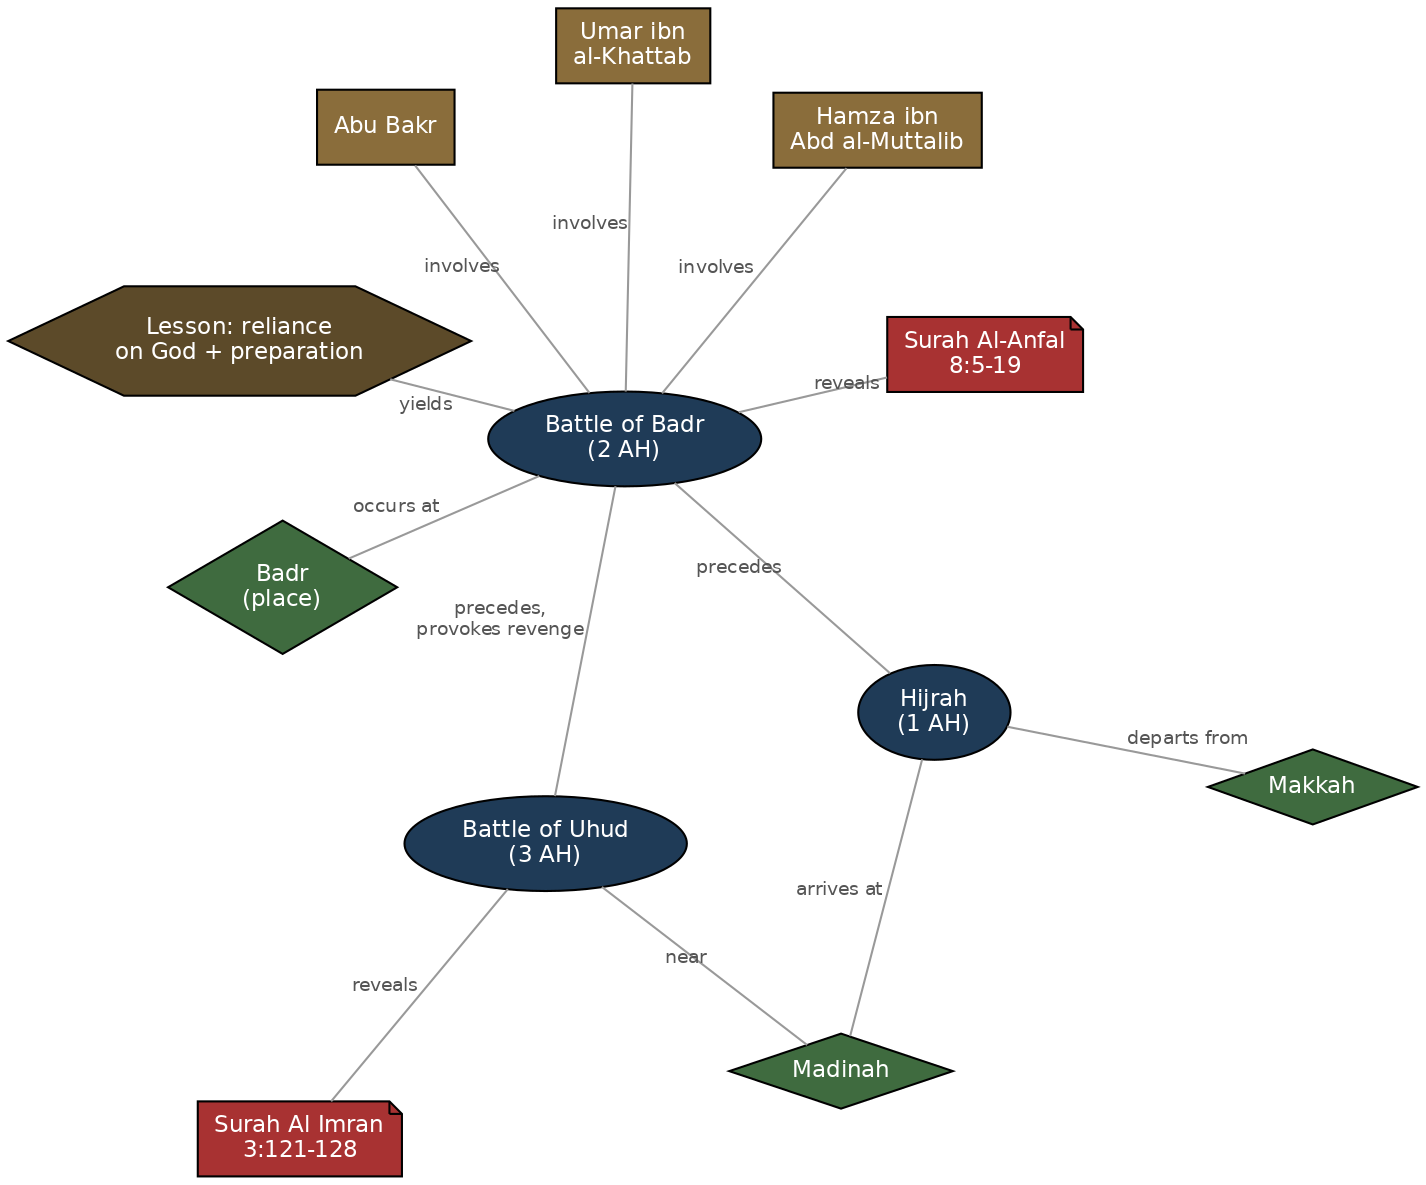 Umar ibn
al-Khattab
Abu Bakr
Hamza ibn
Abd al-Muttalib
involves
involves
involves
Lesson: reliance
on God + preparation
Surah Al-Anfal
8:5-19
reveals
yields
Battle of Badr
(2 AH)
occurs at
Badr
(place)
precedes
precedes,
provokes revenge
Hijrah
(1 AH)
departs from
Makkah
Battle of Uhud
(3 AH)
arrives at
near
reveals
Madinah
Surah Al Imran
3:121-128